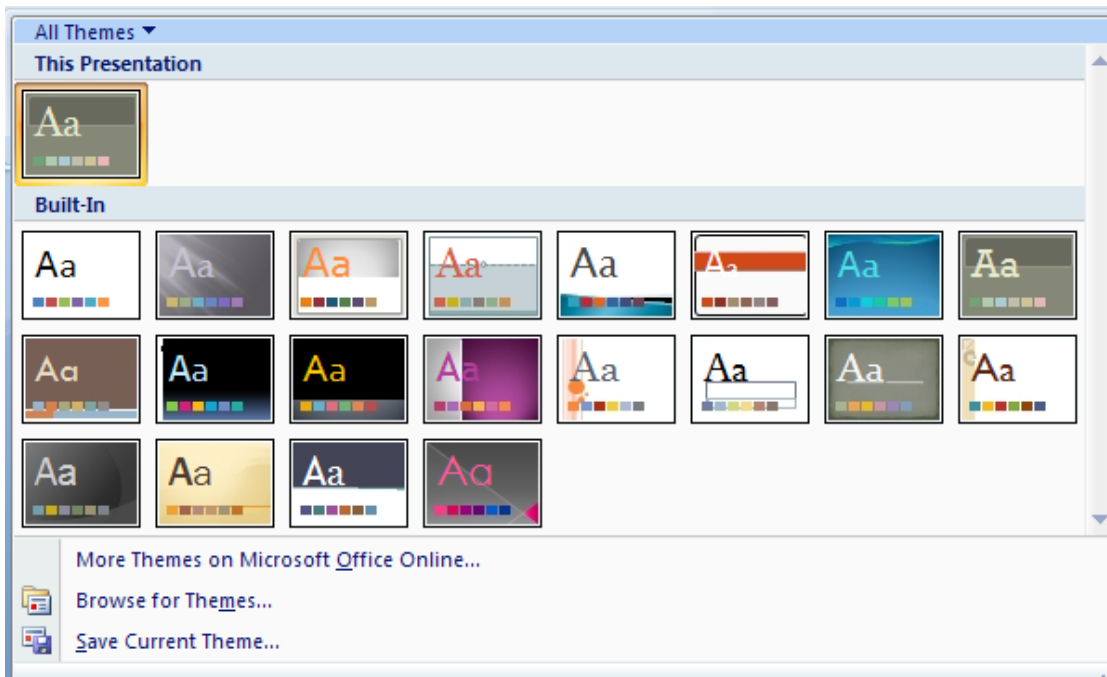 All Themes
This Presentation
Aa
Built-In
Aa Aa Aa Aa Aa Aa Aa Aa
Aa Aa Aa Aa Aa Aa Aa Aa
Aa Aa Aa Aa
More Themes on Microsoft Office Online...
Browse for Themes...
Save Current Theme...